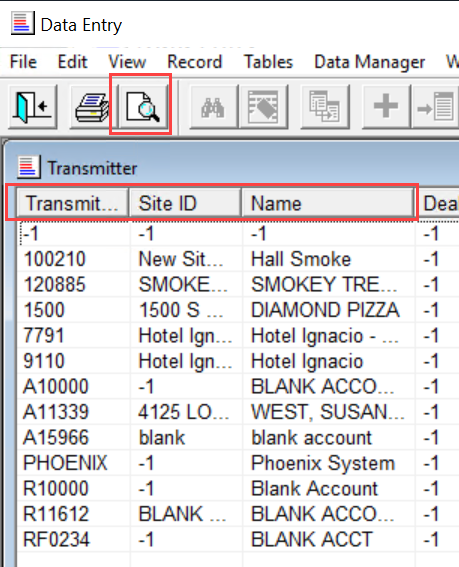 Data Entry
File Edit View Record Tables Data Manager W
Transmitter
Transmit... Site ID Name Dea
-1 -1 -1 -1
100210 New Sit... Hall Smoke -1
120885 SMOKE... SMOKEY TRE... -1
1500 1500 S ... DIAMOND PIZZA -1
7791 Hotel Ign... Hotel Ignacio - ... -1
9110 Hotel Ign... Hotel Ignacio -1
A10000 -1 BLANK ACCO... -1
A11339 4125 LO... WEST, SUSAN... -1
A15966 blank blank account -1
PHOENIX -1 Phoenix System -1
R10000 -1 Blank Account -1
R11612 BLANK ... BLANK ACCO... -1
RF0234 -1 BLANK ACCT -1